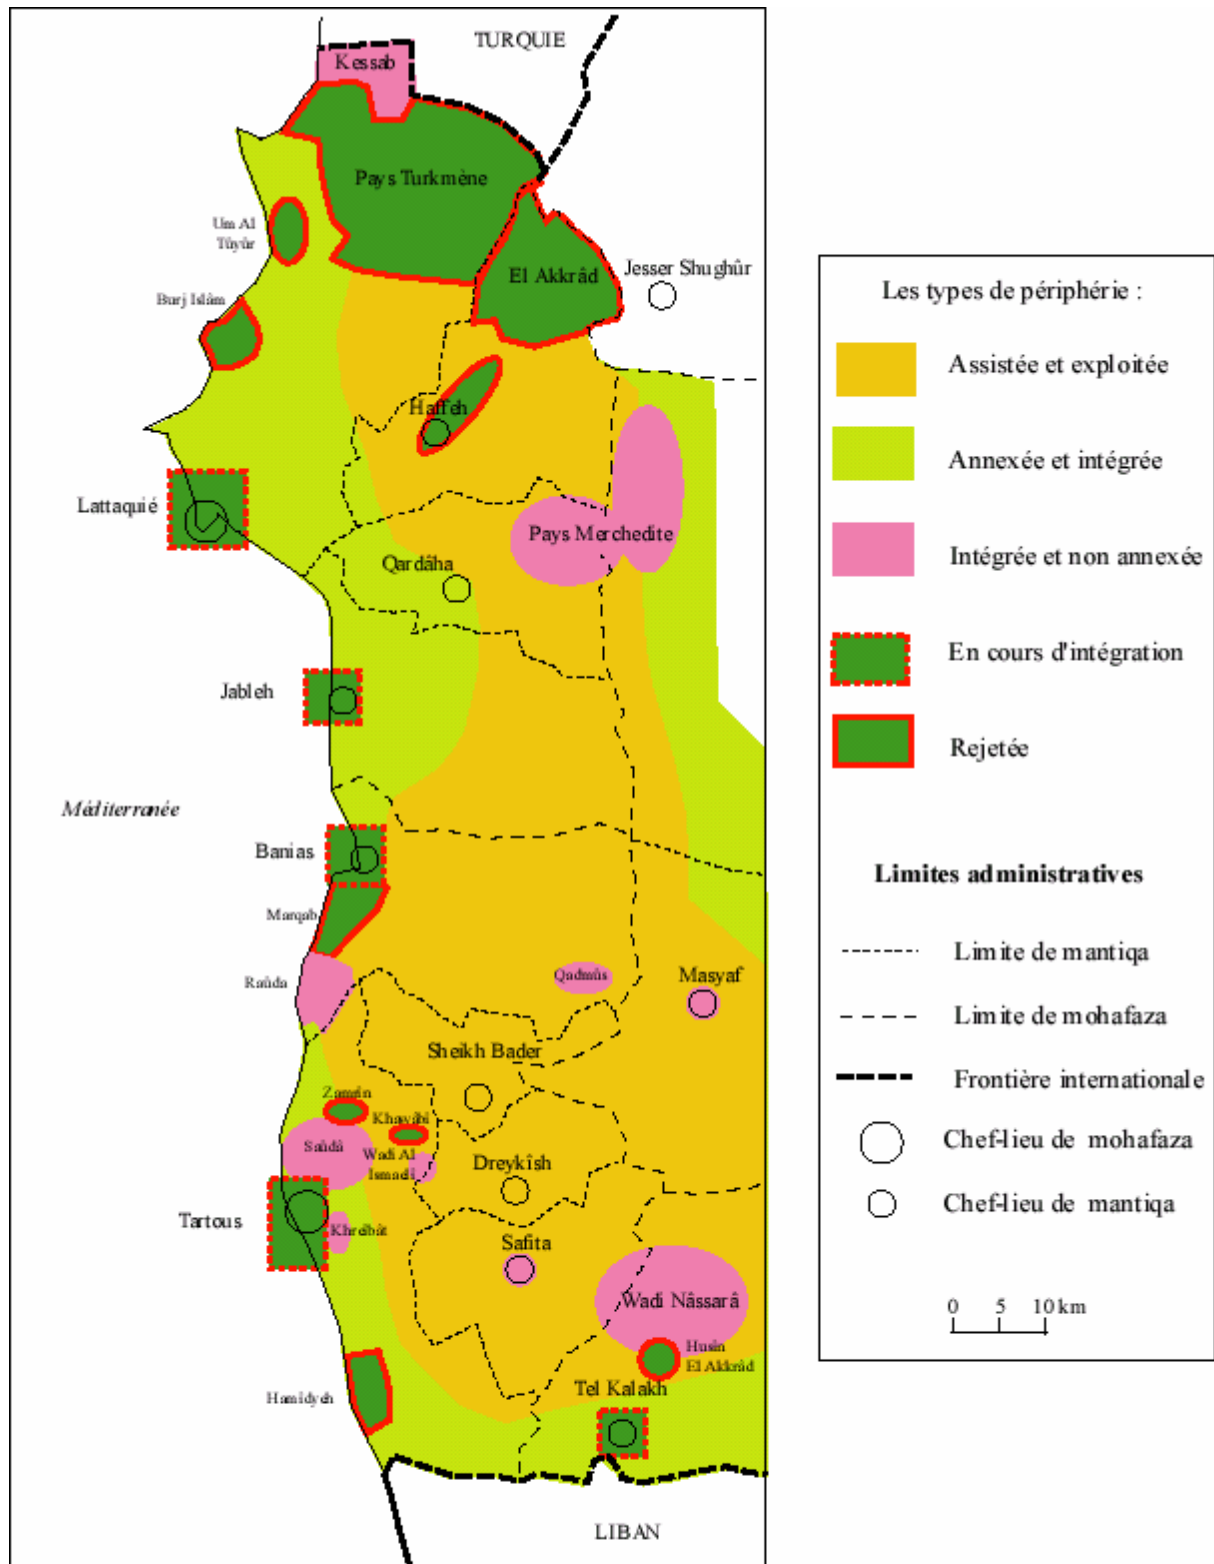 TURQUIE
Kessab
Pays Turkmène
Um Al
Tûyûr
El Akkrâd
Jesser Shughûr
Burj Islâm
Haffeh
Lattaquié
Pays Merchedite
Qardâha
Jableh
Méditerranée
Banias
Marqab
Raûda
Qadmûs
Masyaf
Sheikh Bader
Zamrin
Khawâbi
Saûdâ
Wadi Al
Ismaeli
Dreykîsh
Tartous
Khreibât
Safita
Wadi Nâssarâ
Husin
El Akkrâd
Tel Kalakh
Hamidyeh
LIBAN
Les types de périphérie :
Assistée et exploitée
Annexée et intégrée
Intégrée et non annexée
En cours d'intégration
Rejetée
Limites administratives
Limite de mantiqa
Limite de mohafaza
Frontière internationale
Chef-lieu de mohafaza
Chef-lieu de mantiqa
0 5 10 km